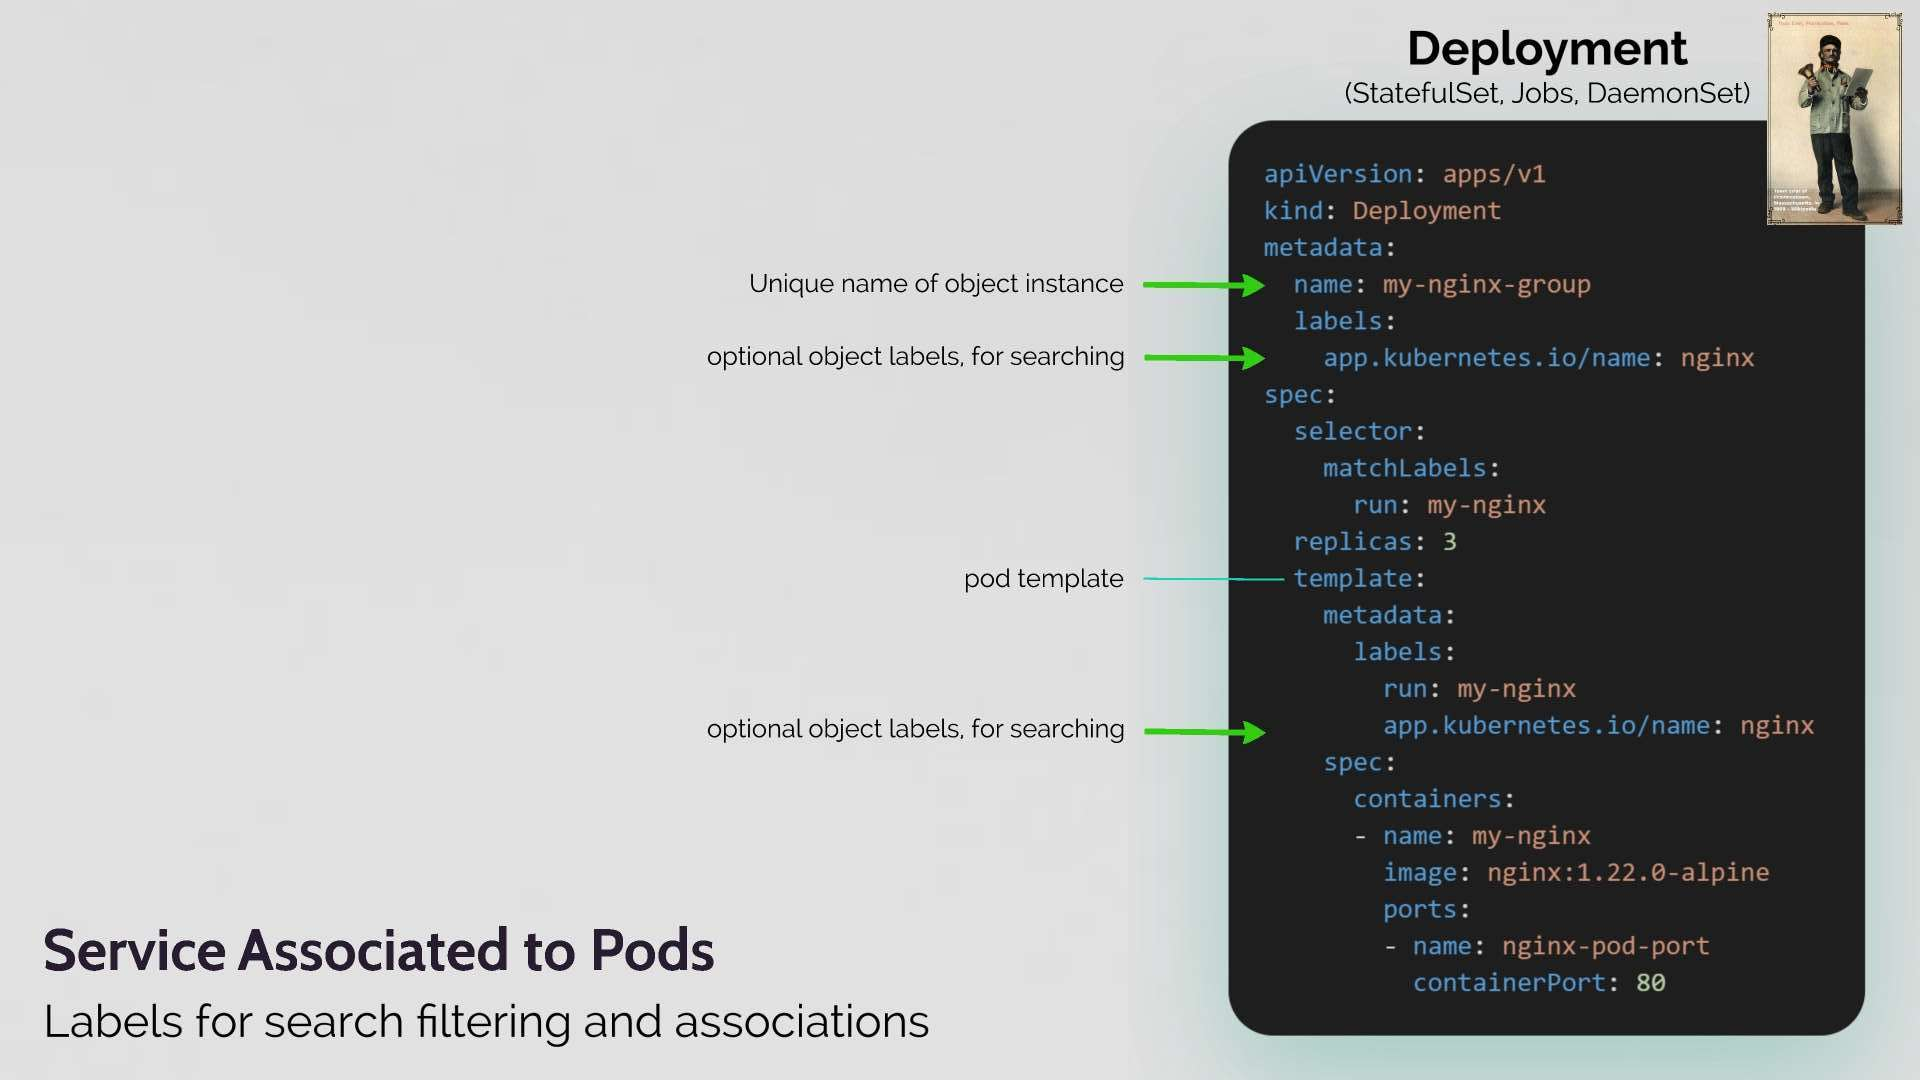 Deployment
(StatefulSet, Jobs, DaemonSet)
apiVersion: apps/v1
kind: Deployment
metadata:
Unique name of object instance
name: my-nginx-group
labels:
optional object labels, for searching
app.kubernetes.io/name: nginx
spec:
selector:
matchLabels:
run: my-nginx
replicas: 3
pod template
template:
metadata:
labels:
run: my-nginx
optional object labels, for searching
app.kubernetes.io/name: nginx
spec:
containers:
- name: my-nginx
image: nginx:1.22.0-alpine
ports:
- name: nginx-pod-port
containerPort: 80
Service Associated to Pods
Labels for search filtering and associations